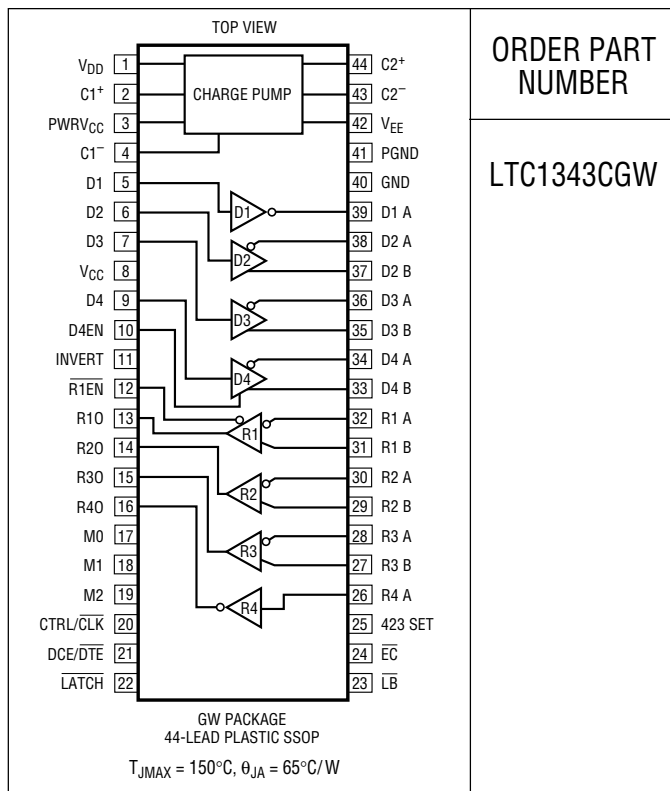 TOP VIEW
V_DD 1
C1+ 2
PWRV_CC 3
C1− 4
D1 5
D2 6
D3 7
V_CC 8
D4 9
D4EN 10
INVERT 11
R1EN 12
R1O 13
R2O 14
R3O 15
R4O 16
M0 17
M1 18
M2 19
CTRL/CLK 20
DCE/DTE 21
LATCH 22
CHARGE PUMP
D1
D2
D3
D4
R1
R2
R3
R4
44 C2+
43 C2−
42 V_EE
41 PGND
40 GND
39 D1 A
38 D2 A
37 D2 B
36 D3 A
35 D3 B
34 D4 A
33 D4 B
32 R1 A
31 R1 B
30 R2 A
29 R2 B
28 R3 A
27 R3 B
26 R4 A
25 423 SET
24 EC
23 LB
GW PACKAGE
44-LEAD PLASTIC SSOP
T_JMAX = 150°C, θ_JA = 65°C/W
ORDER PART
NUMBER
LTC1343CGW